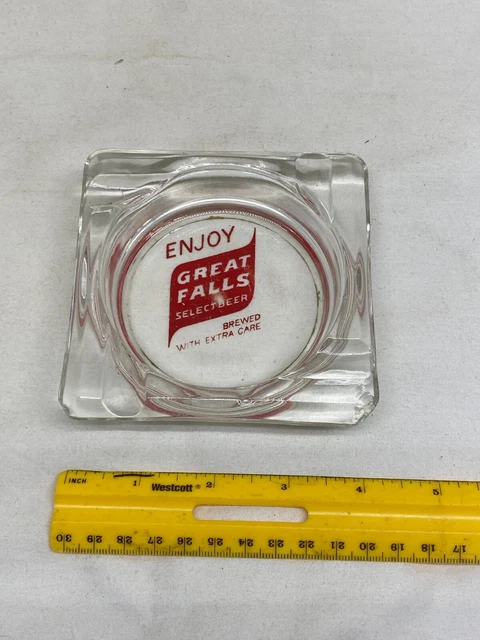 ENJOY
GREAT
FALLS
SELECT BEER
BREWED
WITH EXTRA CARE
INCH 1 2 3 4 5
Westcott®
30 29 28 27 26 25 24 23 22 21 20 19 18 17